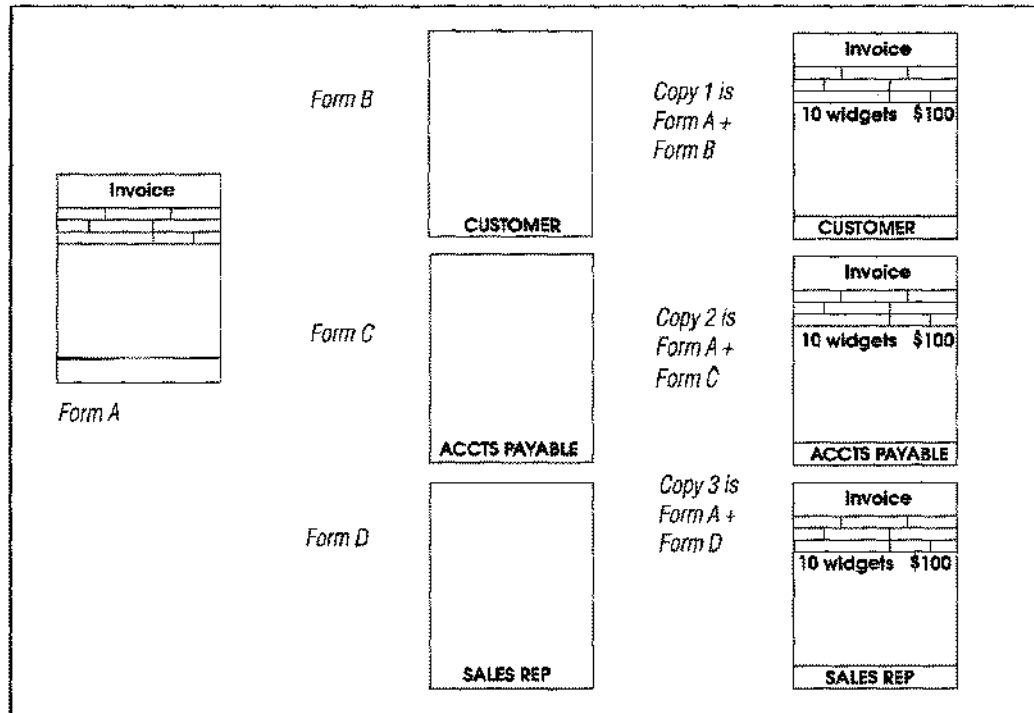 Invoice
Form A
Form B
CUSTOMER
Form C
ACCTS PAYABLE
Form D
SALES REP
Copy 1 is
Form A +
Form B
Invoice
10 widgets $100
CUSTOMER
Copy 2 is
Form A +
Form C
Invoice
10 widgets $100
ACCTS PAYABLE
Copy 3 is
Form A +
Form D
Invoice
10 widgets $100
SALES REP